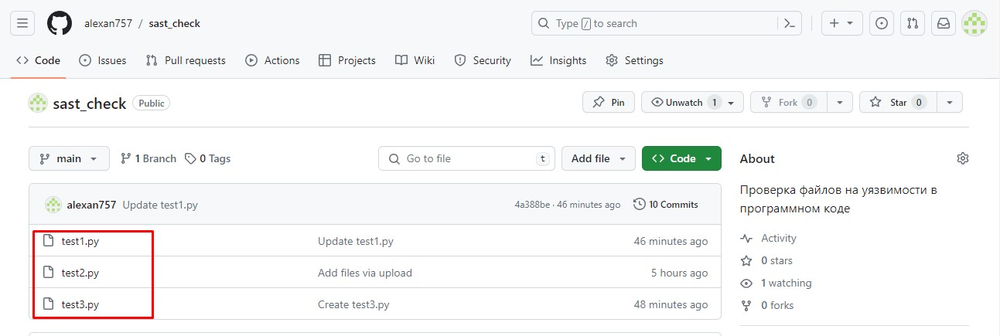 alexan757 / sast_check
Type / to search
Code Issues Pull requests Actions Projects Wiki Security Insights Settings
sast_check Public
Pin Unwatch 1 Fork 0 Star 0
main 1 Branch 0 Tags Go to file t Add file Code
About
alexan757 Update test1.py 4a388be · 46 minutes ago 10 Commits
Проверка файлов на уязвимости в
программном коде
test1.py Update test1.py 46 minutes ago
Activity
0 stars
test2.py Add files via upload 5 hours ago
1 watching
test3.py Create test3.py 48 minutes ago
0 forks